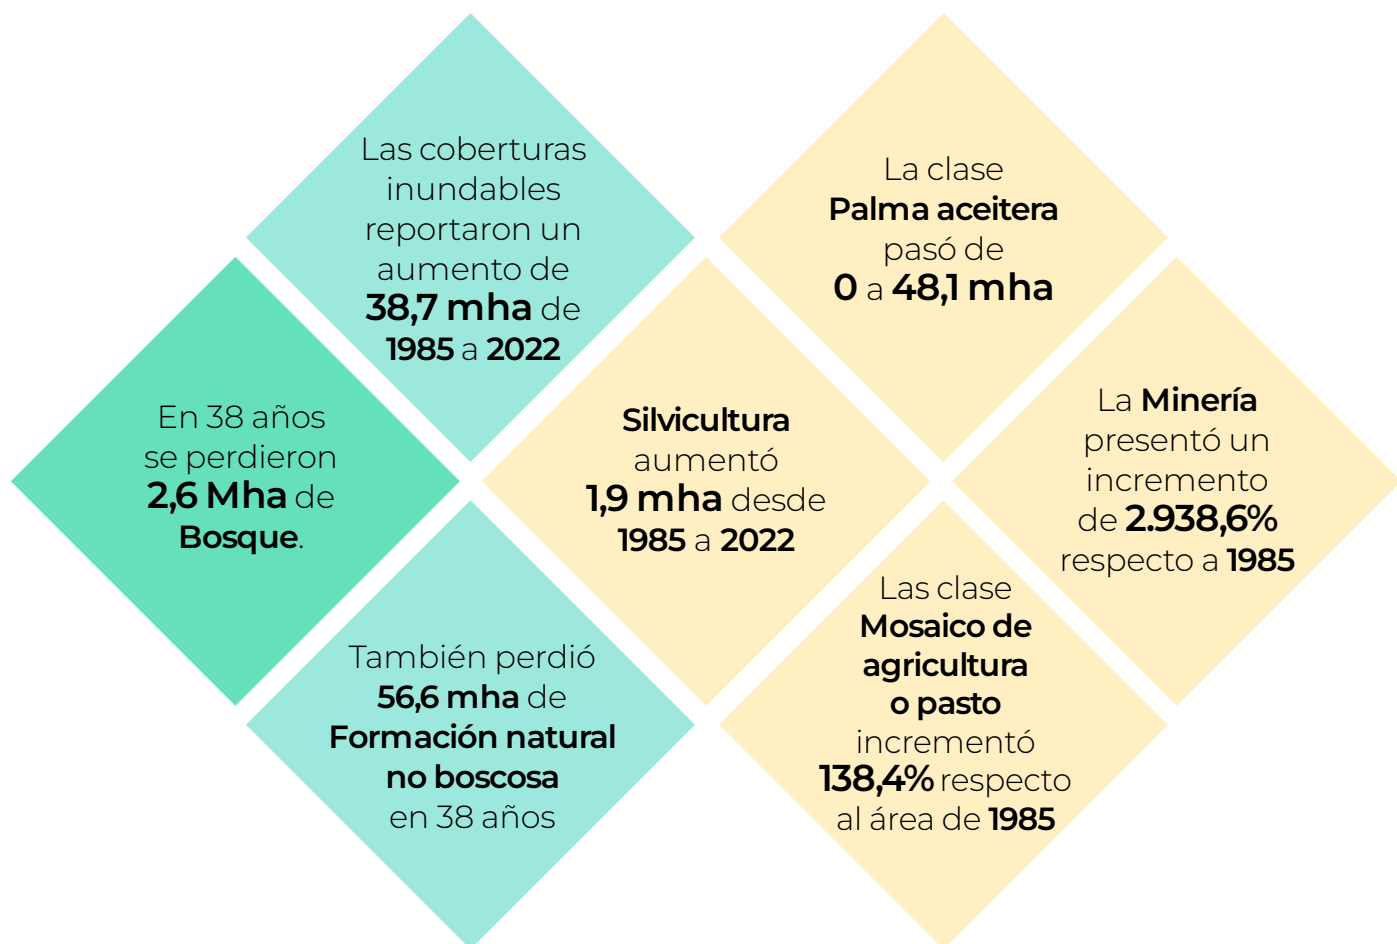 Las coberturas
inundables
reportaron un
aumento de
38,7 mha de
1985 a 2022
La clase
Palma aceitera
pasó de
0 a 48,1 mha
En 38 años
se perdieron
2,6 Mha de
Bosque.
Silvicultura
aumentó
1,9 mha desde
1985 a 2022
La Minería
presentó un
incremento
de 2.938,6%
respecto a 1985
También perdió
56,6 mha de
Formación natural
no boscosa
en 38 años
Las clase
Mosaico de
agricultura
o pasto
incrementó
138,4% respecto
al área de 1985